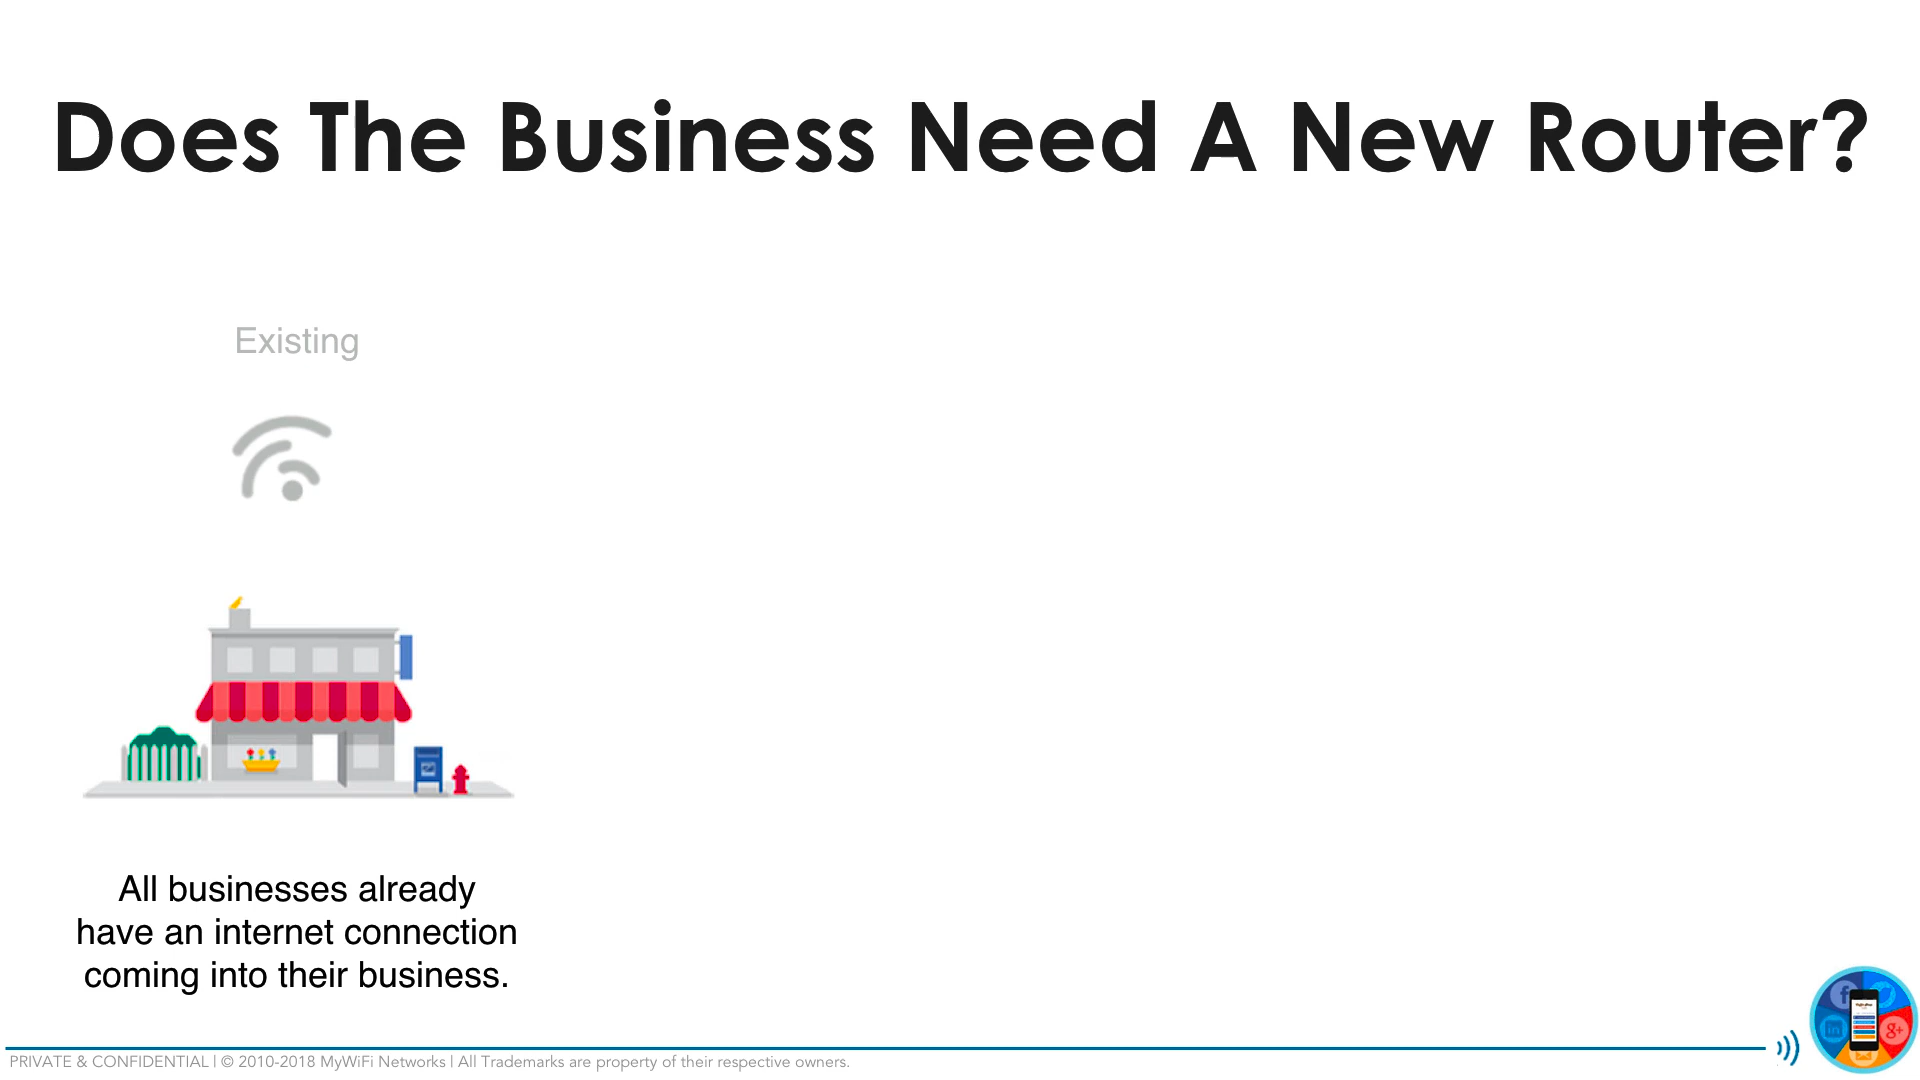 Does The Business Need A New Router?
Existing
All businesses already
have an internet connection
coming into their business.
PRIVATE & CONFIDENTIAL | © 2010-2018 MyWiFi Networks | All Trademarks are property of their respective owners.
f
in
g+